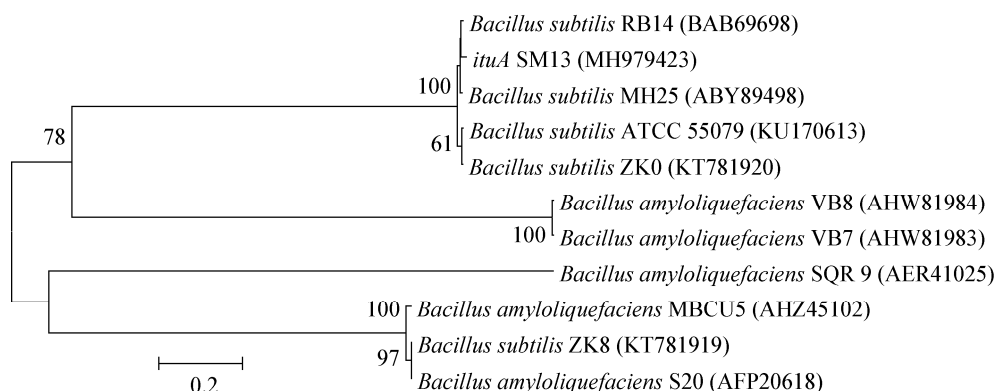 Bacillus subtilis RB14 (BAB69698)
ituA SM13 (MH979423)
100
Bacillus subtilis MH25 (ABY89498)
78
Bacillus subtilis ATCC 55079 (KU170613)
61
Bacillus subtilis ZK0 (KT781920)
Bacillus amyloliquefaciens VB8 (AHW81984)
100
Bacillus amyloliquefaciens VB7 (AHW81983)
Bacillus amyloliquefaciens SQR 9 (AER41025)
100
Bacillus amyloliquefaciens MBCU5 (AHZ45102)
Bacillus subtilis ZK8 (KT781919)
97
Bacillus amyloliquefaciens S20 (AFP20618)
0.2